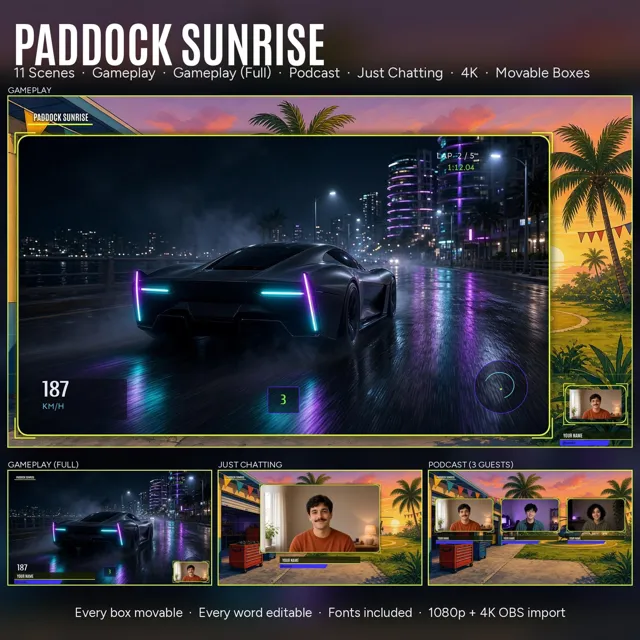 PADDOCK SUNRISE
11 Scenes · Gameplay · Gameplay (Full) · Podcast · Just Chatting · 4K · Movable Boxes
GAMEPLAY
PADDOCK SUNRISE
LAP 2 / 5
1:12.04
187
KM/H
3
YOUR NAME
GAMEPLAY (FULL)
JUST CHATTING
PODCAST (3 GUESTS)
PADDOCK SUNRISE
187
YOUR NAME
YOUR NAME
Every box movable · Every word editable · Fonts included · 1080p + 4K OBS import